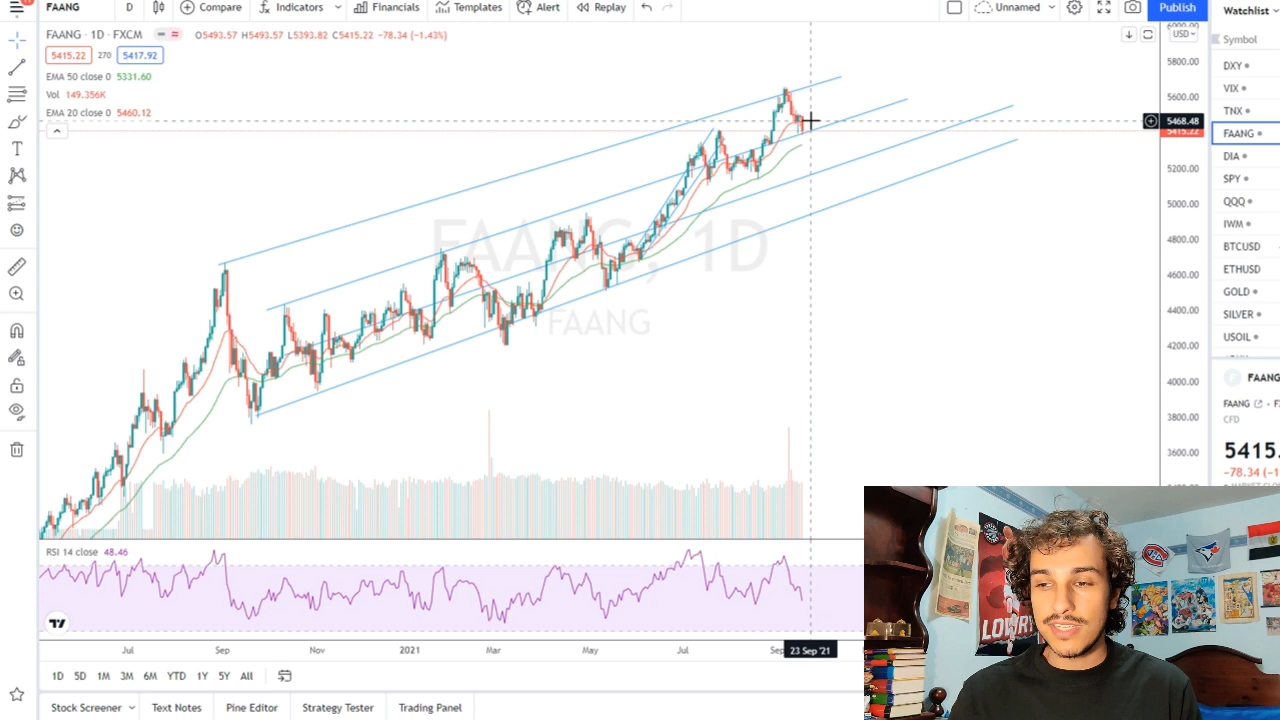 FAANG D Compare Indicators Financials Templates Alert Replay Unnamed Publish
Watchlist
FAANG · 1D · FXCM O5493.57 H5493.57 L5393.82 C5415.22 −78.34 (−1.43%)
USD
Symbol
5415.22 270 5417.92
EMA 50 close 0 5331.60
Vol 149.356K
EMA 20 close 0 5460.12
5800.00
5600.00
5468.48
5415.22
5200.00
5000.00
4800.00
4600.00
4400.00
4200.00
4000.00
3800.00
3600.00
FAANG, 1D
FAANG
DXY
VIX
TNX
FAANG
DIA
SPY
QQQ
IWM
BTCUSD
ETHUSD
GOLD
SILVER
USOIL
FAANG
FAANG
CFD
5415.
−78.34 (−1
RSI 14 close 48.46
Jul Sep Nov 2021 Mar May Jul Sep 23 Sep '21
1D 5D 1M 3M 6M YTD 1Y 5Y All
Stock Screener Text Notes Pine Editor Strategy Tester Trading Panel